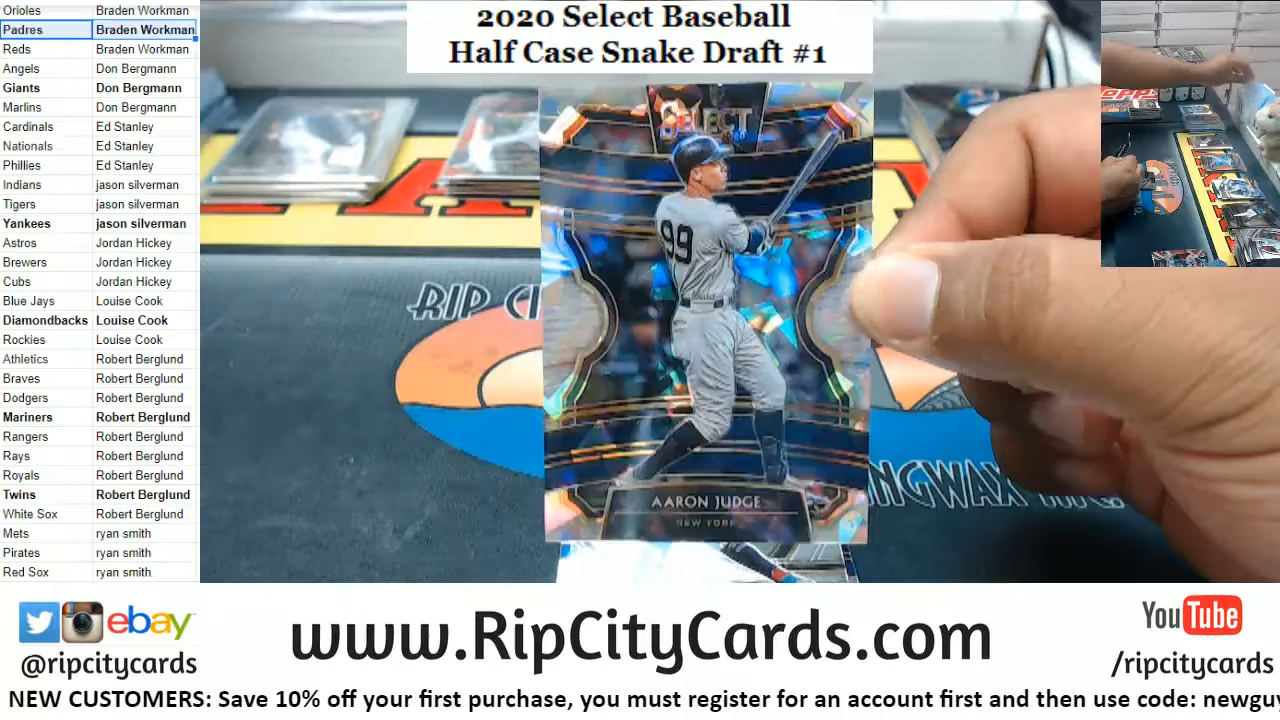 Orioles Braden Workman
Padres Braden Workman
Reds Braden Workman
Angels Don Bergmann
Giants Don Bergmann
Marlins Don Bergmann
Cardinals Ed Stanley
Nationals Ed Stanley
Phillies Ed Stanley
Indians jason silverman
Tigers jason silverman
Yankees jason silverman
Astros Jordan Hickey
Brewers Jordan Hickey
Cubs Jordan Hickey
Blue Jays Louise Cook
Diamondbacks Louise Cook
Rockies Louise Cook
Athletics Robert Berglund
Braves Robert Berglund
Dodgers Robert Berglund
Mariners Robert Berglund
Rangers Robert Berglund
Rays Robert Berglund
Royals Robert Berglund
Twins Robert Berglund
White Sox Robert Berglund
Mets ryan smith
Pirates ryan smith
Red Sox ryan smith
2020 Select Baseball
Half Case Snake Draft #1
SELECT
99
RIP CI
AARON JUDGE
NEW YORK
ebay
@ripcitycards
www.RipCityCards.com
YouTube
/ripcitycards
NEW CUSTOMERS: Save 10% off your first purchase, you must register for an account first and then use code: newguy